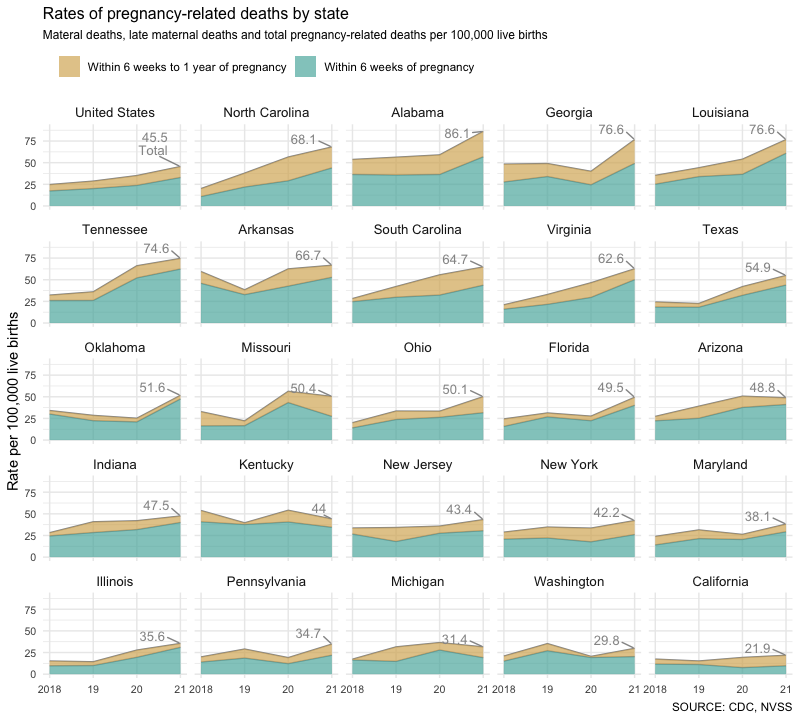 Rates of pregnancy-related deaths by state
Materal deaths, late maternal deaths and total pregnancy-related deaths per 100,000 live births
Within 6 weeks to 1 year of pregnancy Within 6 weeks of pregnancy
Rate per 100,000 live births
United States North Carolina Alabama Georgia Louisiana
45.5 68.1 86.1 76.6 76.6
Total
75
50
25
0
Tennessee Arkansas South Carolina Virginia Texas
74.6 66.7 64.7 62.6 54.9
75
50
25
0
Oklahoma Missouri Ohio Florida Arizona
51.6 50.4 50.1 49.5 48.8
75
50
25
0
Indiana Kentucky New Jersey New York Maryland
47.5 44 43.4 42.2 38.1
75
50
25
0
Illinois Pennsylvania Michigan Washington California
35.6 34.7 31.4 29.8 21.9
75
50
25
0
2018 19 20 21 2018 19 20 21 2018 19 20 21 2018 19 20 21 2018 19 20 21
SOURCE: CDC, NVSS